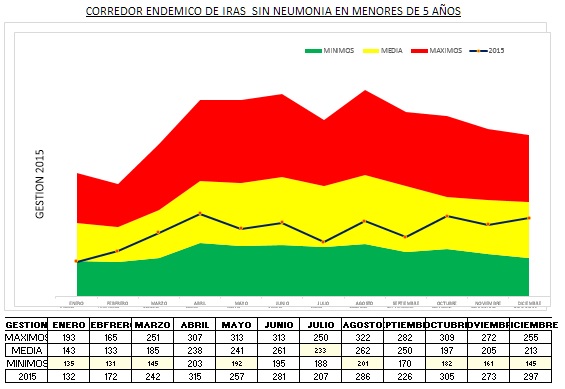 CORREDOR ENDEMICO DE IRAS SIN NEUMONIA EN MENORES DE 5 AÑOS
MINIMOS MEDIA MAXIMOS 2015
GESTION 2015
ENERO FEBRERO MARZO ABRIL MAYO JUNIO JULIO AGOSTO SEPTIEMBRE OCTUBRE NOVIEMBRE DICIEMBRE
GESTION ENERO EBFRERO MARZO ABRIL MAYO JUNIO JULIO AGOSTO PTIEMB OCTUBR OVIEMBR ICIEMBRE
MAXIMOS 193 165 251 307 313 313 250 322 282 309 272 255
MEDIA 143 133 185 238 241 261 233 262 250 197 205 213
MINIMOS 135 131 145 203 192 195 188 201 170 182 161 145
2015 132 172 242 315 257 281 207 286 226 305 273 297